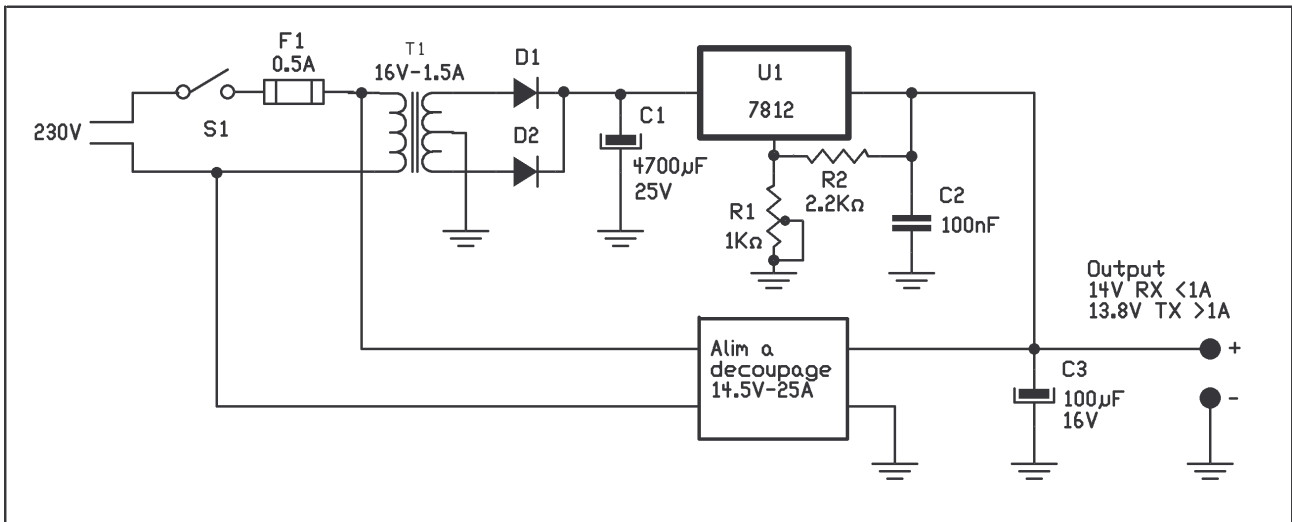 F1
0.5A
T1
16V-1.5A
D1
U1
7812
230V
S1
D2
C1
4700µF
25V
R2
2.2KΩ
R1
1KΩ
C2
100nF
Output
14V RX <1A
13.8V TX >1A
Alim a
decoupage
14.5V-25A
+
C3
100µF
16V
-